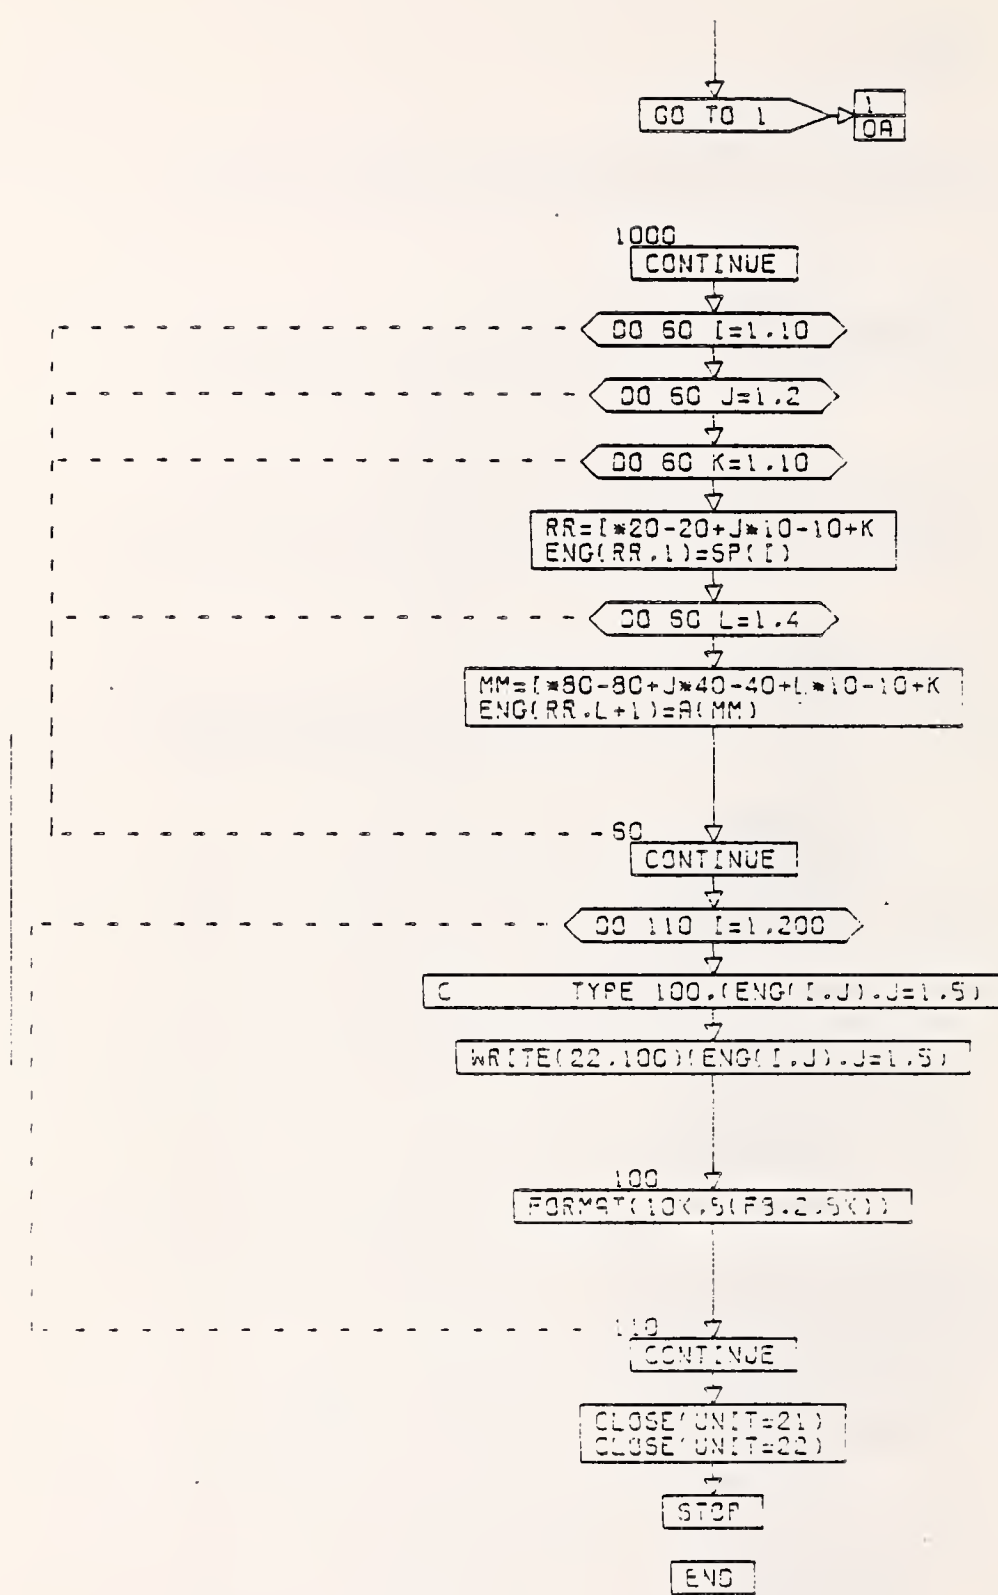 GO TO 1
1
0A
1000
CONTINUE
DO 60 I=1,10
DO 60 J=1,2
DO 60 K=1,10
RR=I*20-20+J*10-10+K
ENG(RR,1)=SP(I)
DO 60 L=1,4
MM=I*80-80+J*40-40+L*10-10+K
ENG(RR,L+1)=A(MM)
60
CONTINUE
DO 110 I=1,200
C TYPE 100,(ENG(I,J),J=1,5)
WRITE(22,100)(ENG(I,J),J=1,5)
100
FORMAT(10X,5(F9.2,5X))
110
CONTINUE
CLOSE(UNIT=21)
CLOSE(UNIT=22)
STOP
END